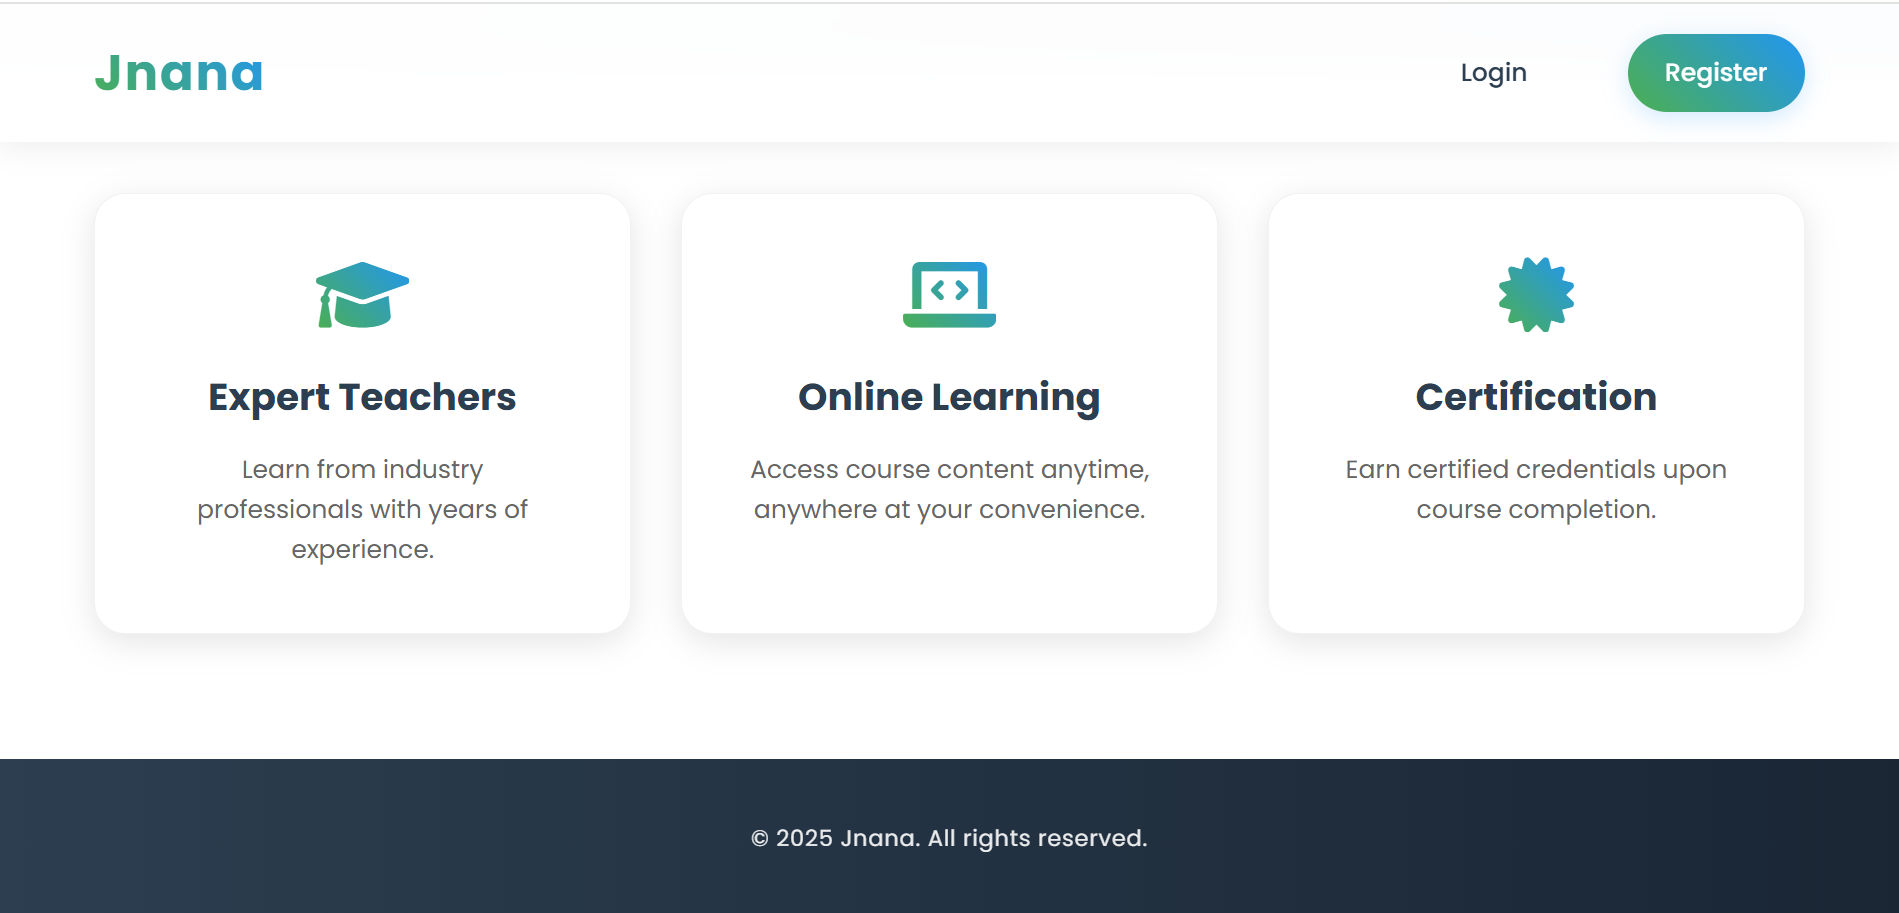 Jnana
Login
Register
Expert Teachers
Learn from industry
professionals with years of
experience.
Online Learning
Access course content anytime,
anywhere at your convenience.
Certification
Earn certified credentials upon
course completion.
© 2025 Jnana. All rights reserved.